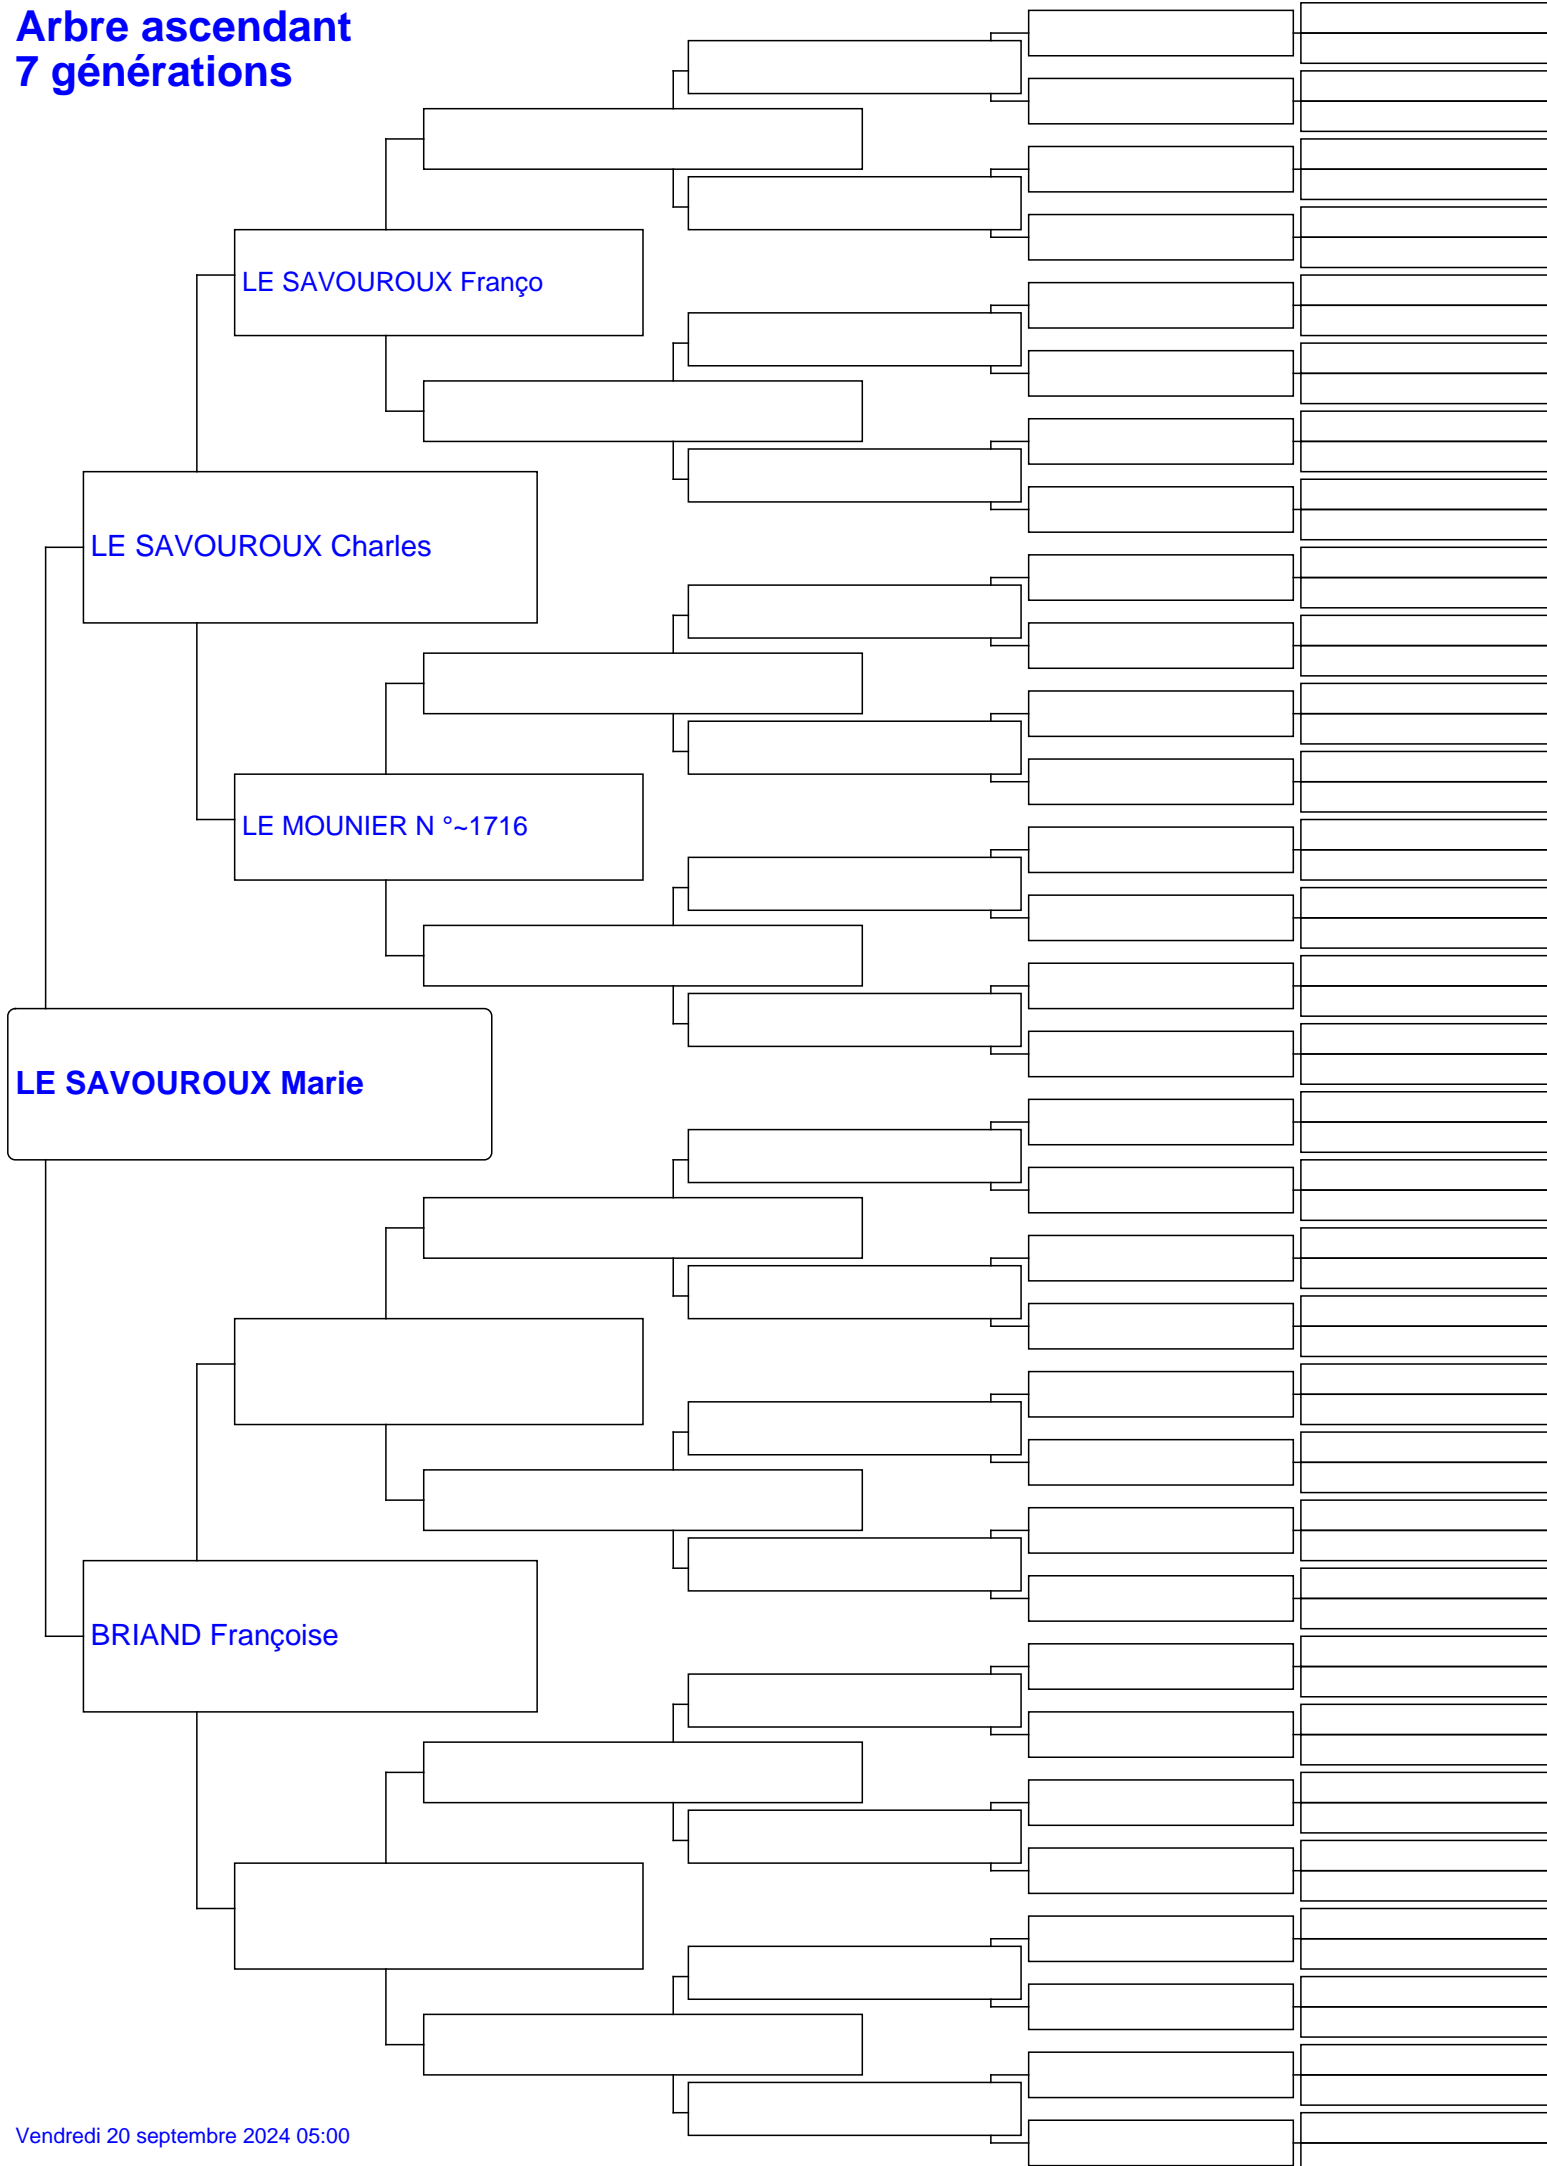 Arbre ascendant
7 générations
LE SAVOUROUX Franço
LE SAVOUROUX Charles
LE MOUNIER N °~1716
LE SAVOUROUX Marie
BRIAND Françoise
Vendredi 20 septembre 2024 05:00